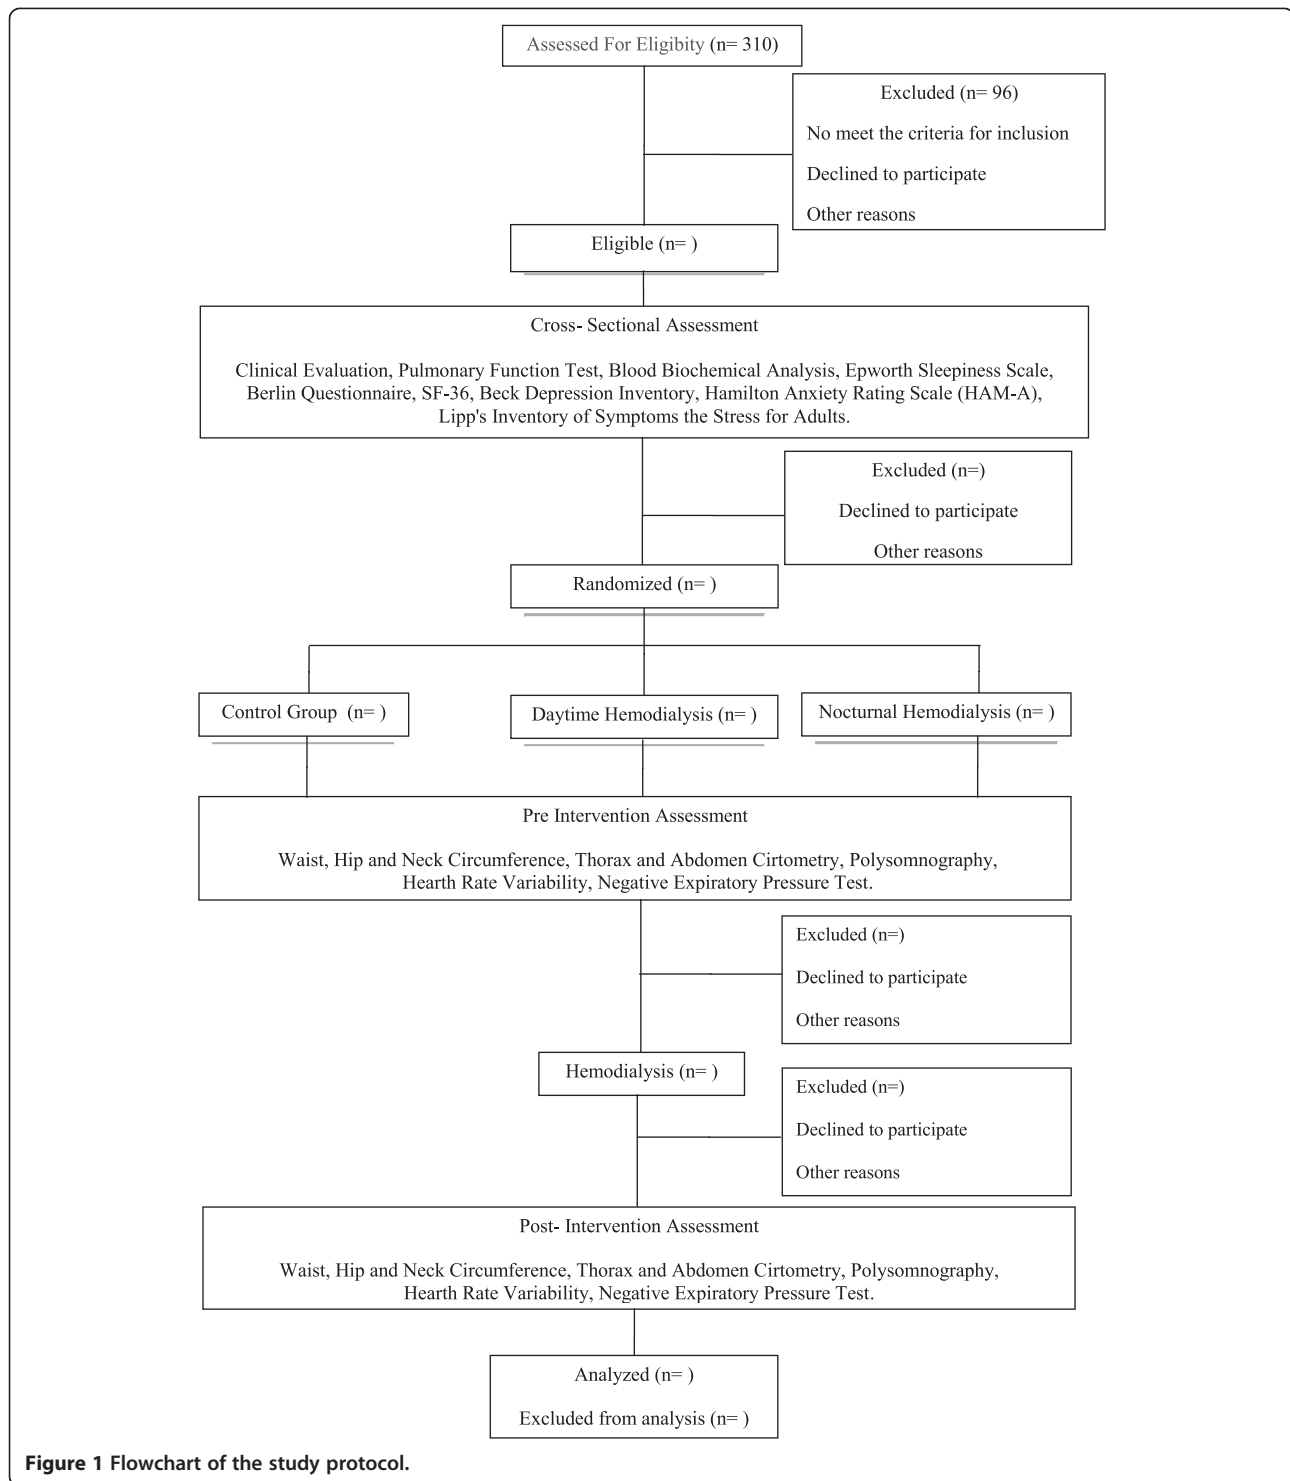 Assessed For Eligibity (n= 310)
Excluded (n= 96)
No meet the criteria for inclusion
Declined to participate
Other reasons
Eligible (n= )
Cross- Sectional Assessment
Clinical Evaluation, Pulmonary Function Test, Blood Biochemical Analysis, Epworth Sleepiness Scale,
Berlin Questionnaire, SF-36, Beck Depression Inventory, Hamilton Anxiety Rating Scale (HAM-A),
Lipp's Inventory of Symptoms the Stress for Adults.
Excluded (n=)
Declined to participate
Other reasons
Randomized (n= )
Control Group (n= )
Daytime Hemodialysis (n= )
Nocturnal Hemodialysis (n= )
Pre Intervention Assessment
Waist, Hip and Neck Circumference, Thorax and Abdomen Cirtometry, Polysomnography,
Hearth Rate Variability, Negative Expiratory Pressure Test.
Excluded (n=)
Declined to participate
Other reasons
Hemodialysis (n= )
Excluded (n=)
Declined to participate
Other reasons
Post- Intervention Assessment
Waist, Hip and Neck Circumference, Thorax and Abdomen Cirtometry, Polysomnography,
Hearth Rate Variability, Negative Expiratory Pressure Test.
Analyzed (n= )
Excluded from analysis (n= )
Figure 1 Flowchart of the study protocol.